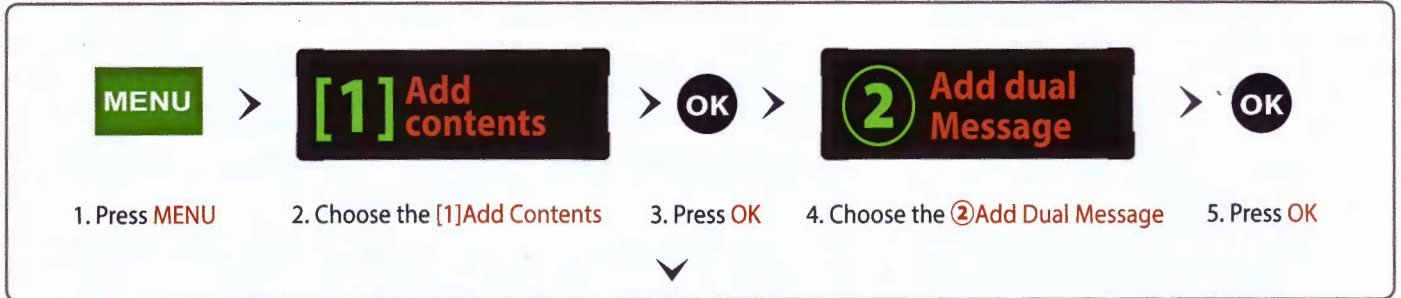 MENU > [1] Add contents > OK > ② Add dual Message > OK
1. Press MENU
2. Choose the [1]Add Contents
3. Press OK
4. Choose the ②Add Dual Message
5. Press OK